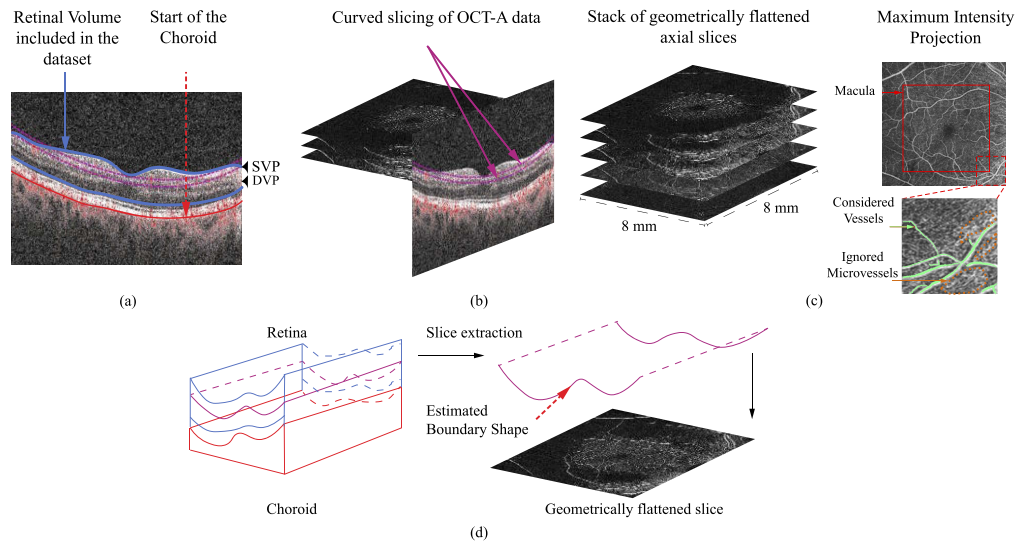 Retinal Volume
included in the
dataset
Start of the
Choroid
SVP
DVP
(a)
Curved slicing of OCT-A data
(b)
Stack of geometrically flattened
axial slices
8 mm
8 mm
Maximum Intensity
Projection
Macula
Considered
Vessels
Ignored
Microvessels
(c)
Retina
Choroid
Slice extraction
Estimated
Boundary Shape
Geometrically flattened slice
(d)